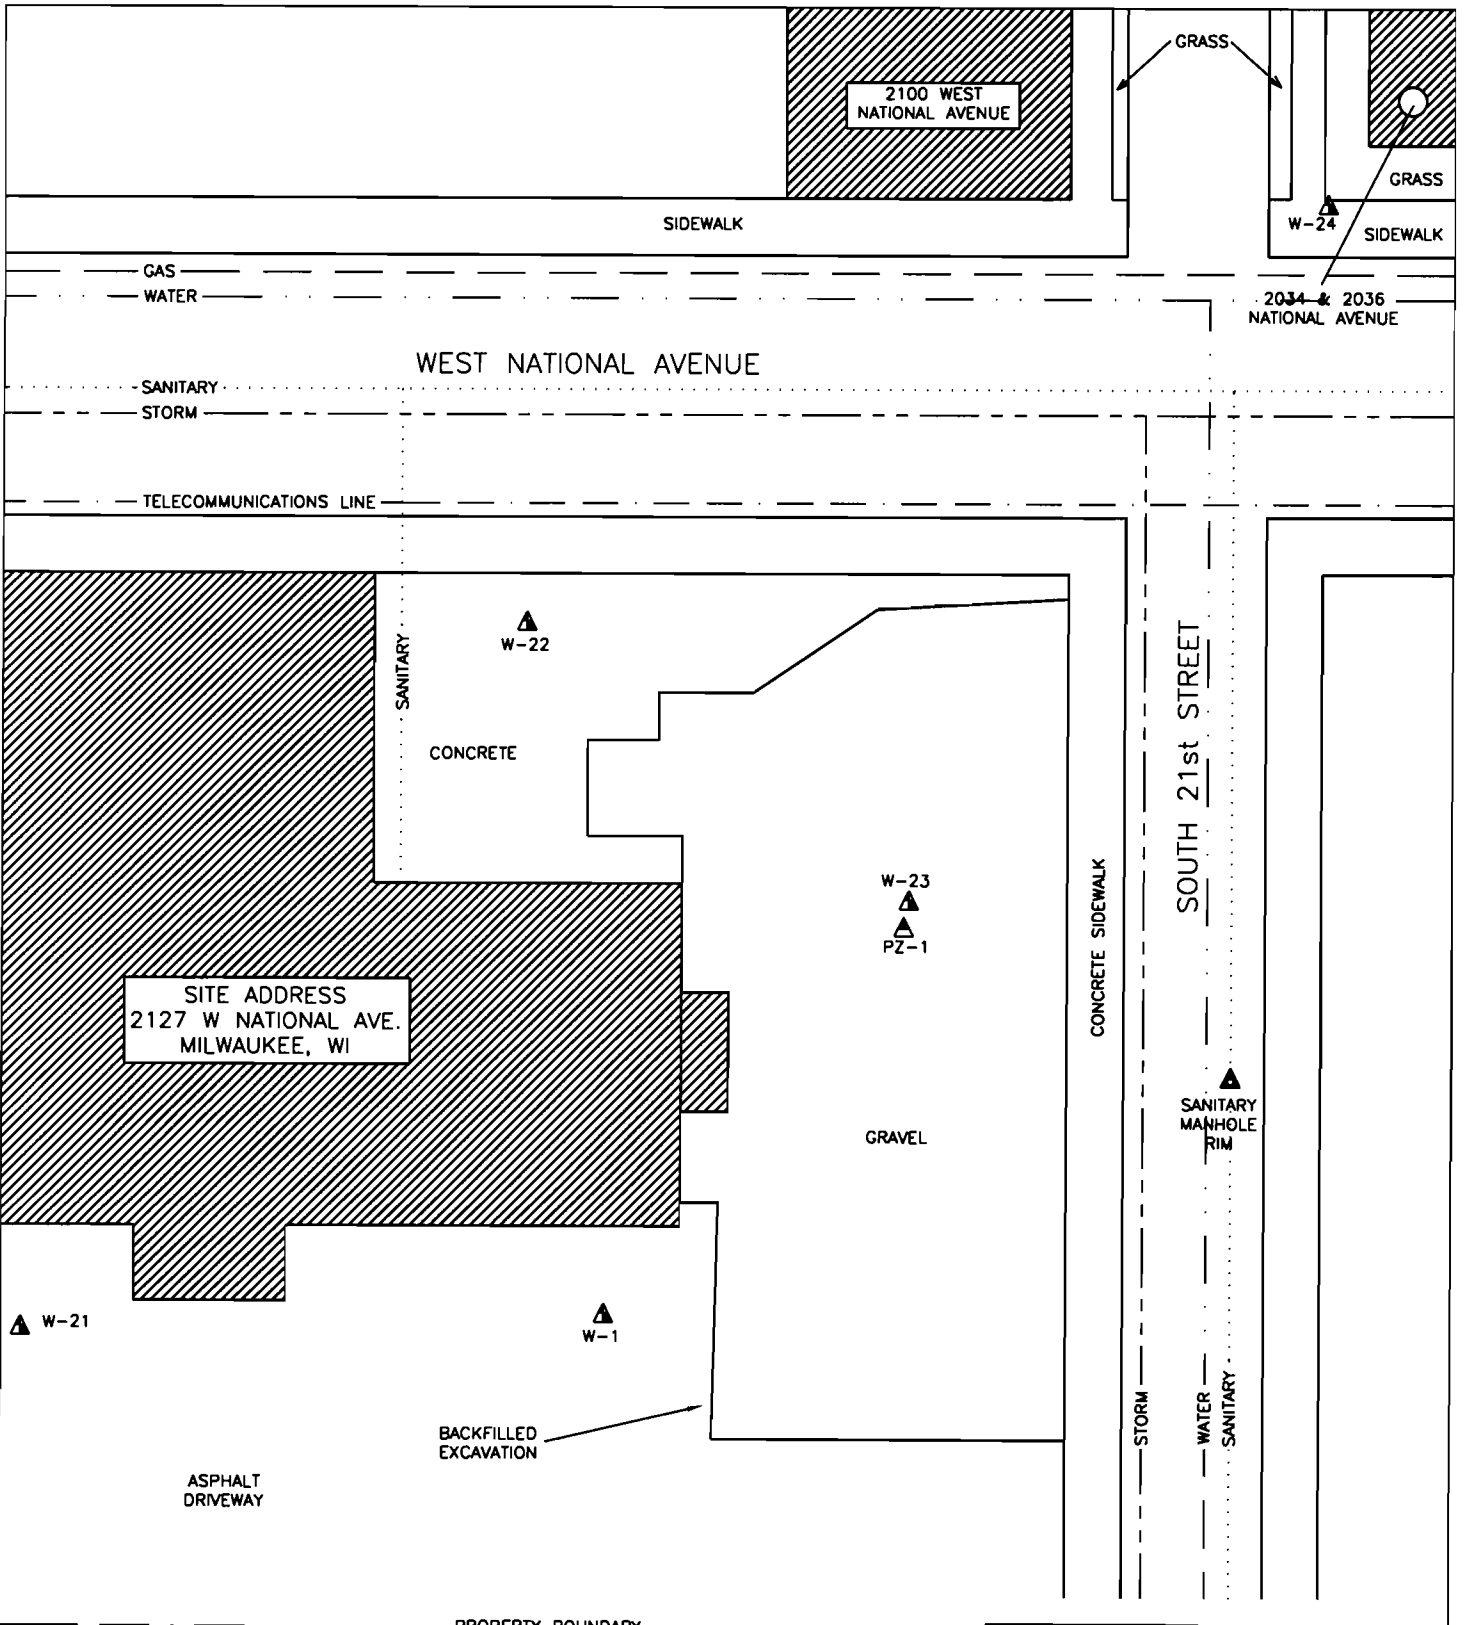 GRASS
2100 WEST
NATIONAL AVENUE
GRASS
SIDEWALK
W-24
SIDEWALK
GAS
WATER
2034 & 2036
NATIONAL AVENUE
WEST NATIONAL AVENUE
SANITARY
STORM
TELECOMMUNICATIONS LINE
W-22
SANITARY
CONCRETE
SOUTH 21st STREET
W-23
PZ-1
CONCRETE SIDEWALK
SITE ADDRESS
2127 W NATIONAL AVE.
MILWAUKEE, WI
SANITARY
MANHOLE
RIM
GRAVEL
W-21
W-1
STORM
WATER
SANITARY
BACKFILLED
EXCAVATION
ASPHALT
DRIVEWAY
PROPERTY BOUNDARY